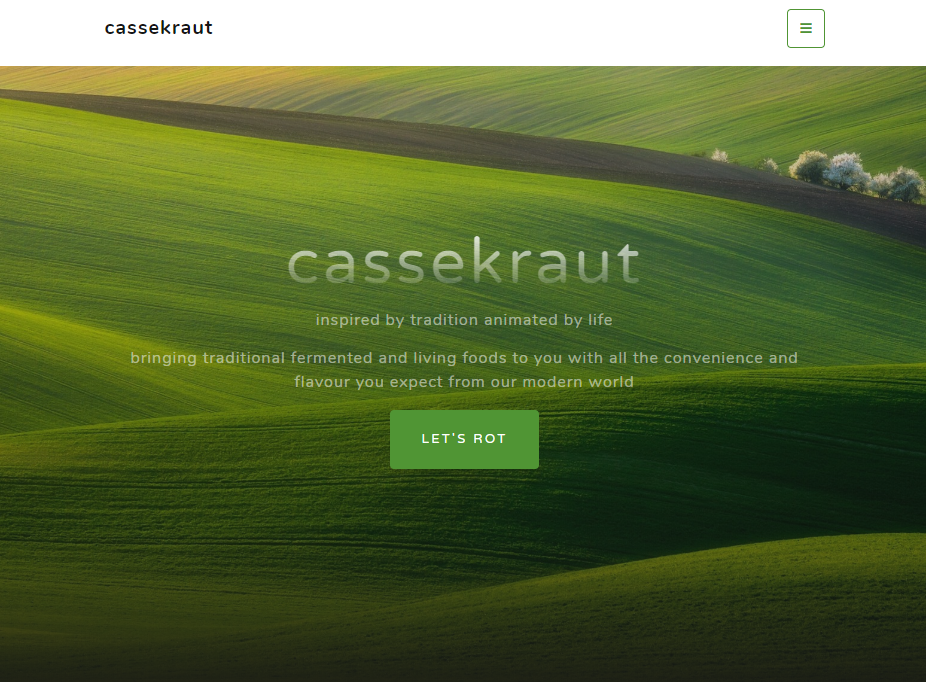 cassekraut
cassekraut
inspired by tradition animated by life
bringing traditional fermented and living foods to you with all the convenience and
flavour you expect from our modern world
LET'S ROT